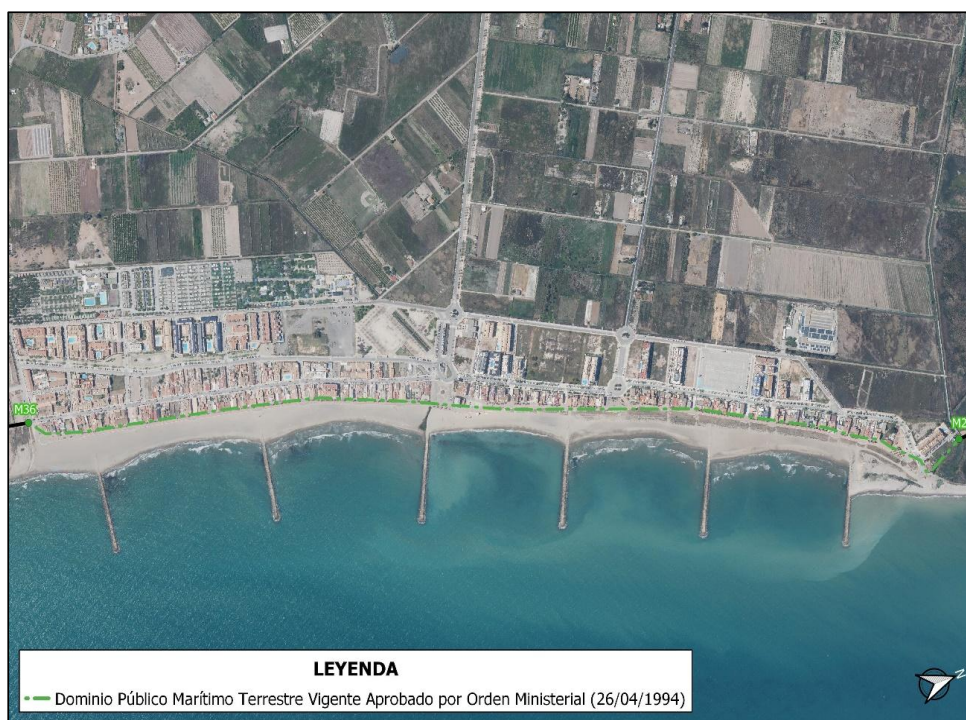 M36
M2
LEYENDA
Dominio Público Marítimo Terrestre Vigente Aprobado por Orden Ministerial (26/04/1994)
N